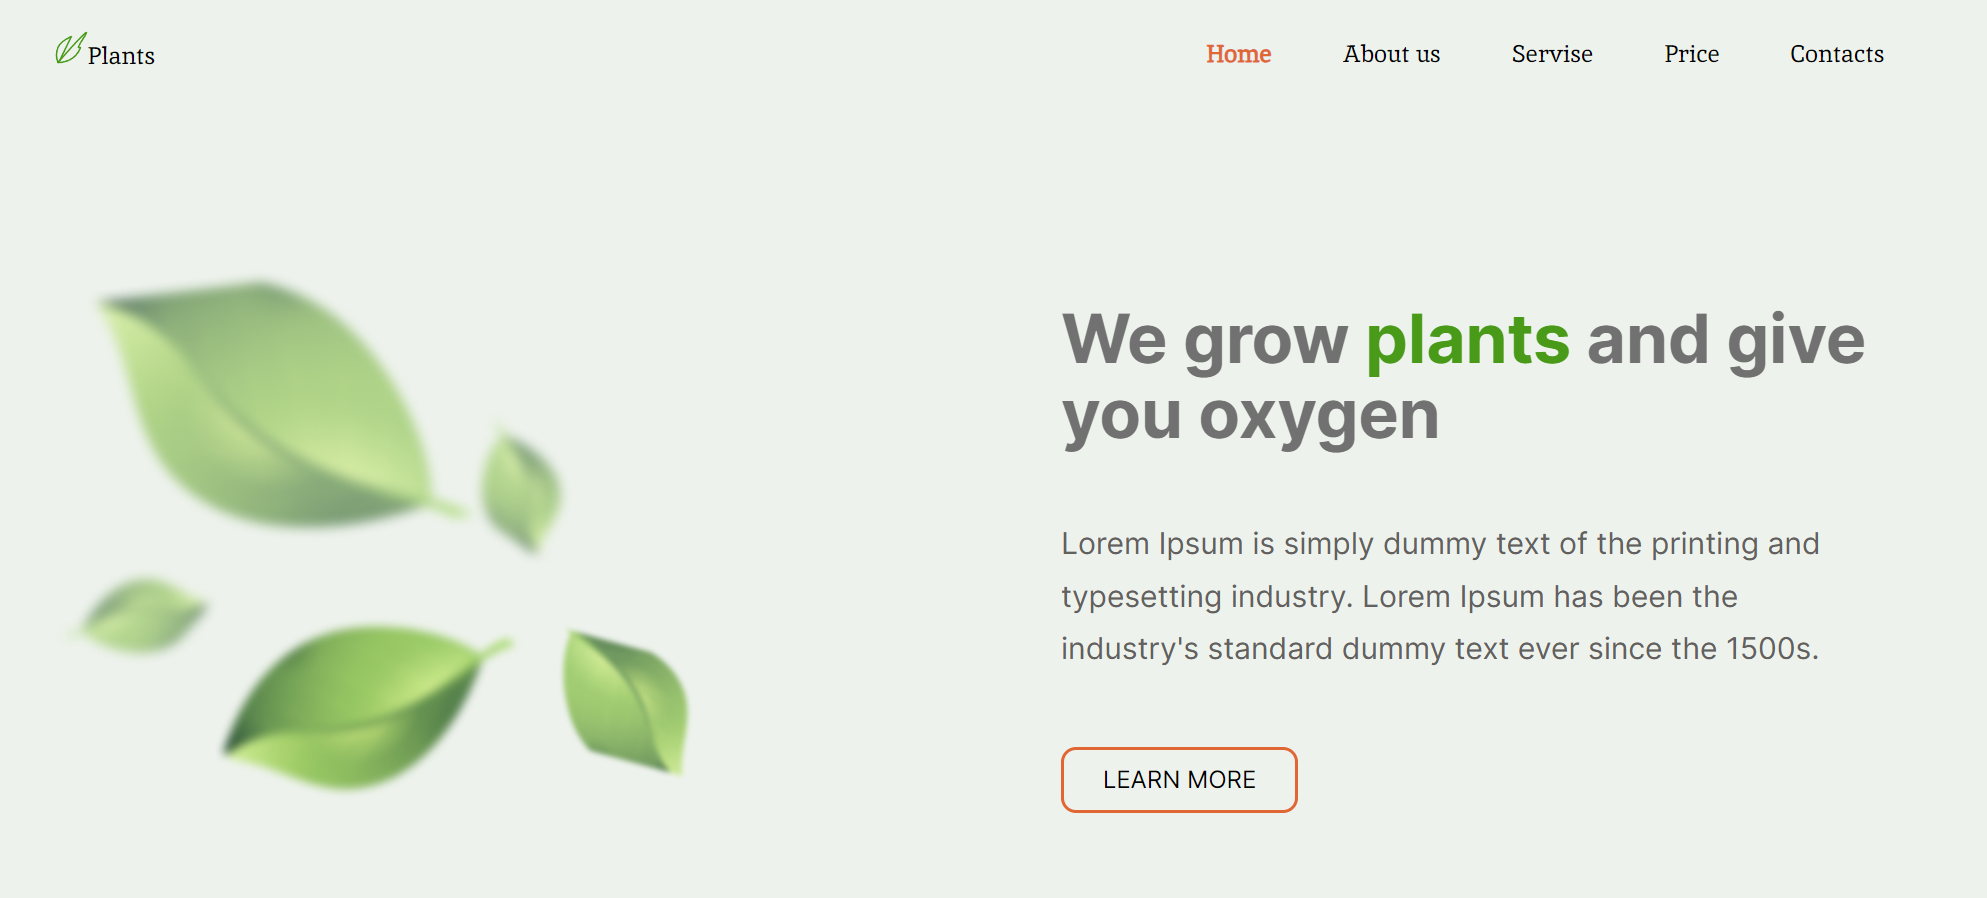 Plants
Home About us Servise Price Contacts
We grow plants and give
you oxygen
Lorem Ipsum is simply dummy text of the printing and
typesetting industry. Lorem Ipsum has been the
industry's standard dummy text ever since the 1500s.
LEARN MORE